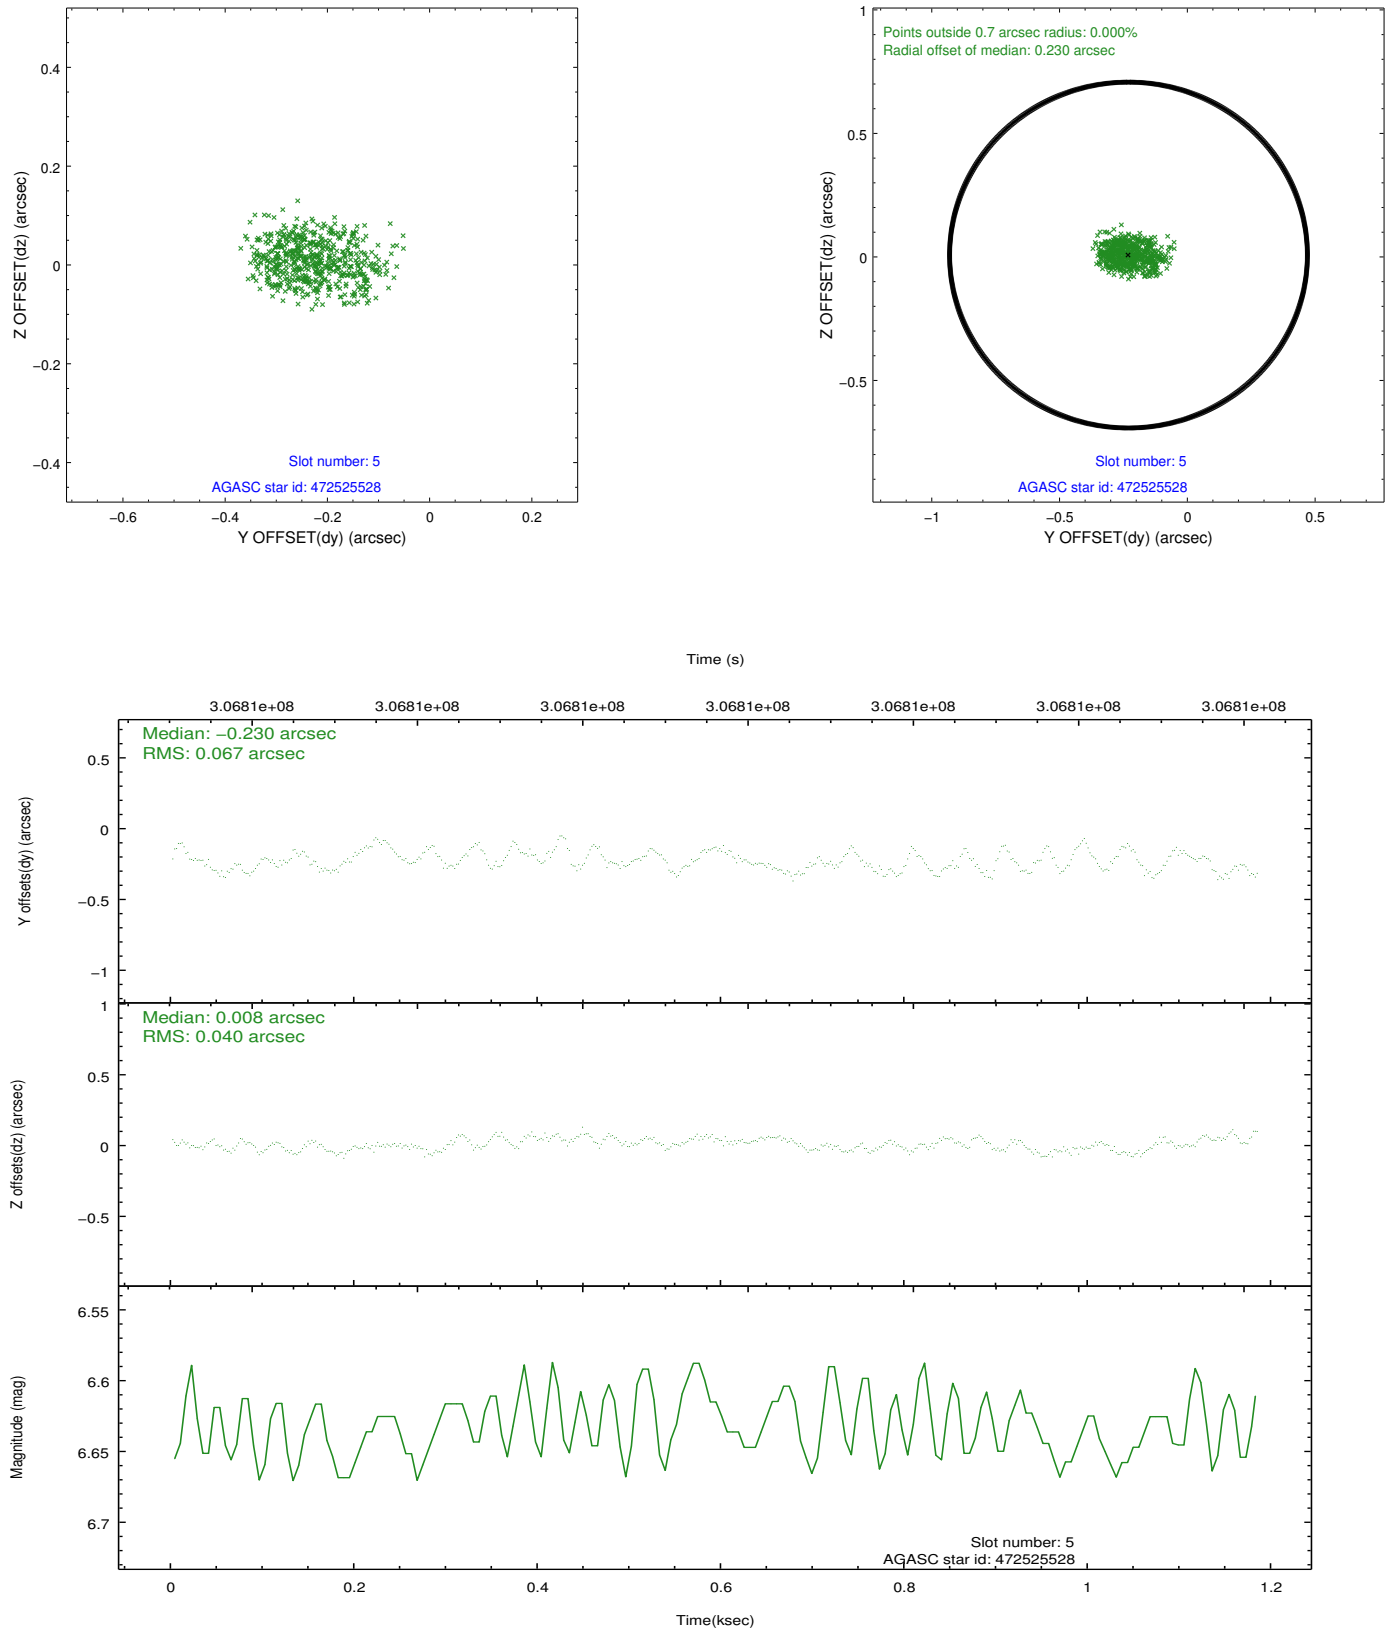 0.4
0.2
0
−0.2
−0.4
Z OFFSET(dz) (arcsec)
Slot number: 5
AGASC star id: 472525528
−0.6
−0.4
−0.2
0
0.2
Y OFFSET(dy) (arcsec)
Points outside 0.7 arcsec radius: 0.000%
Radial offset of median: 0.230 arcsec
1
0.5
0
−0.5
Z OFFSET(dz) (arcsec)
Slot number: 5
AGASC star id: 472525528
−1
−0.5
0
0.5
Y OFFSET(dy) (arcsec)
Time (s)
3.0681e+08
3.0681e+08
3.0681e+08
3.0681e+08
3.0681e+08
3.0681e+08
3.0681e+08
Median: −0.230 arcsec
RMS: 0.067 arcsec
0.5
0
−0.5
−1
Y offsets(dy) (arcsec)
Median: 0.008 arcsec
RMS: 0.040 arcsec
1
0.5
0
−0.5
Z offsets(dz) (arcsec)
6.55
6.6
6.65
6.7
Magnitude (mag)
Slot number: 5
AGASC star id: 472525528
0
0.2
0.4
0.6
0.8
1
1.2
Time(ksec)